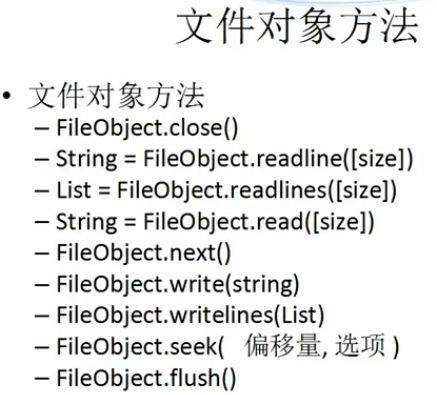 文件对象方法
• 文件对象方法
– FileObject.close()
– String = FileObject.readline([size])
– List = FileObject.readlines([size])
– String = FileObject.read([size])
– FileObject.next()
– FileObject.write(string)
– FileObject.writelines(List)
– FileObject.seek( 偏移量, 选项 )
– FileObject.flush()